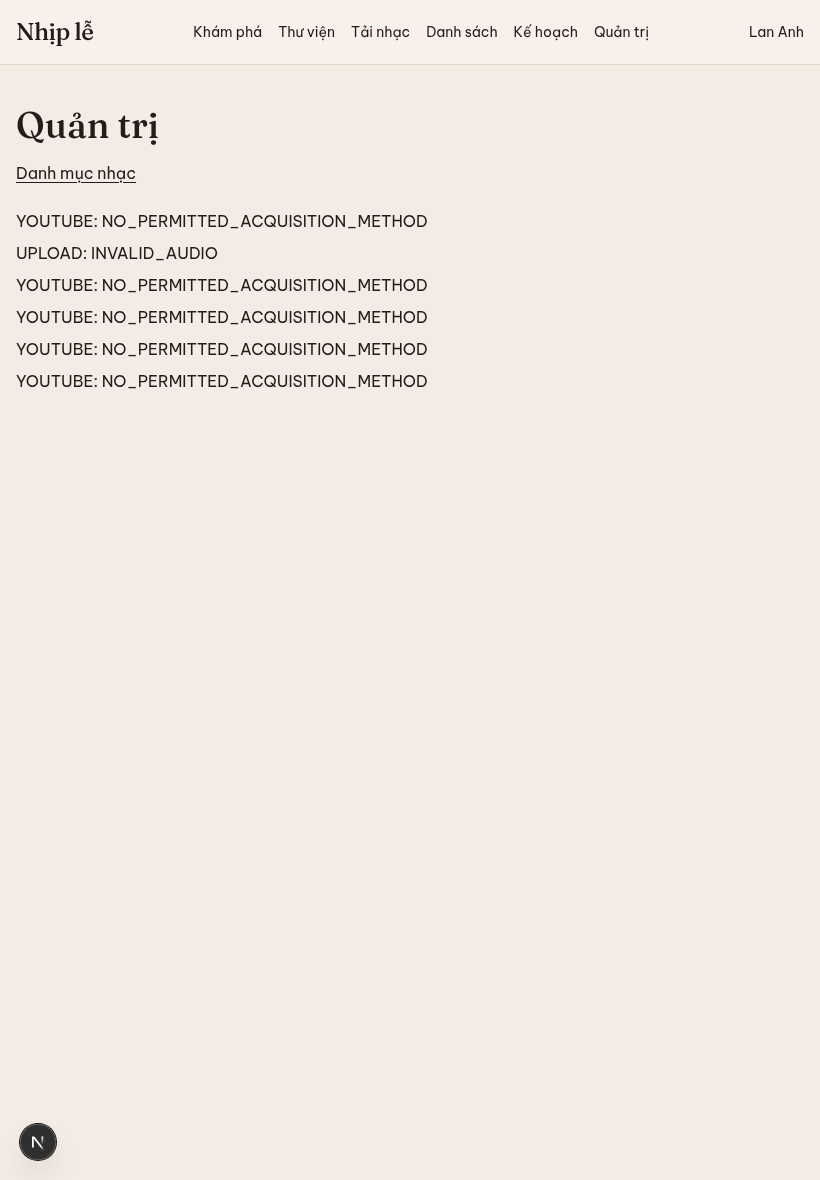 Nhịp lễ
Khám phá Thư viện Tải nhạc Danh sách Kế hoạch Quản trị
Lan Anh
Quản trị
Danh mục nhạc
YOUTUBE: NO_PERMITTED_ACQUISITION_METHOD
UPLOAD: INVALID_AUDIO
YOUTUBE: NO_PERMITTED_ACQUISITION_METHOD
YOUTUBE: NO_PERMITTED_ACQUISITION_METHOD
YOUTUBE: NO_PERMITTED_ACQUISITION_METHOD
YOUTUBE: NO_PERMITTED_ACQUISITION_METHOD
N